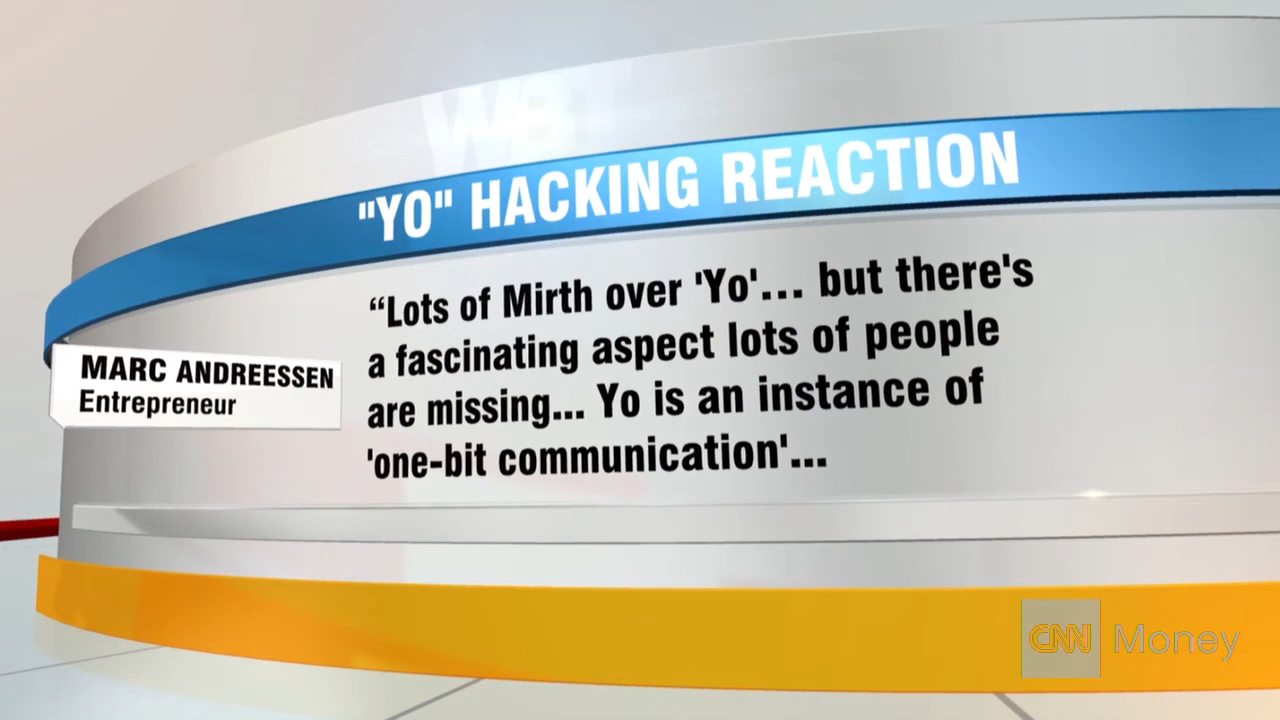 WB
"YO" HACKING REACTION
“Lots of Mirth over 'Yo'... but there's
a fascinating aspect lots of people
are missing... Yo is an instance of
'one-bit communication'...
MARC ANDREESSEN
Entrepreneur
CNN Money